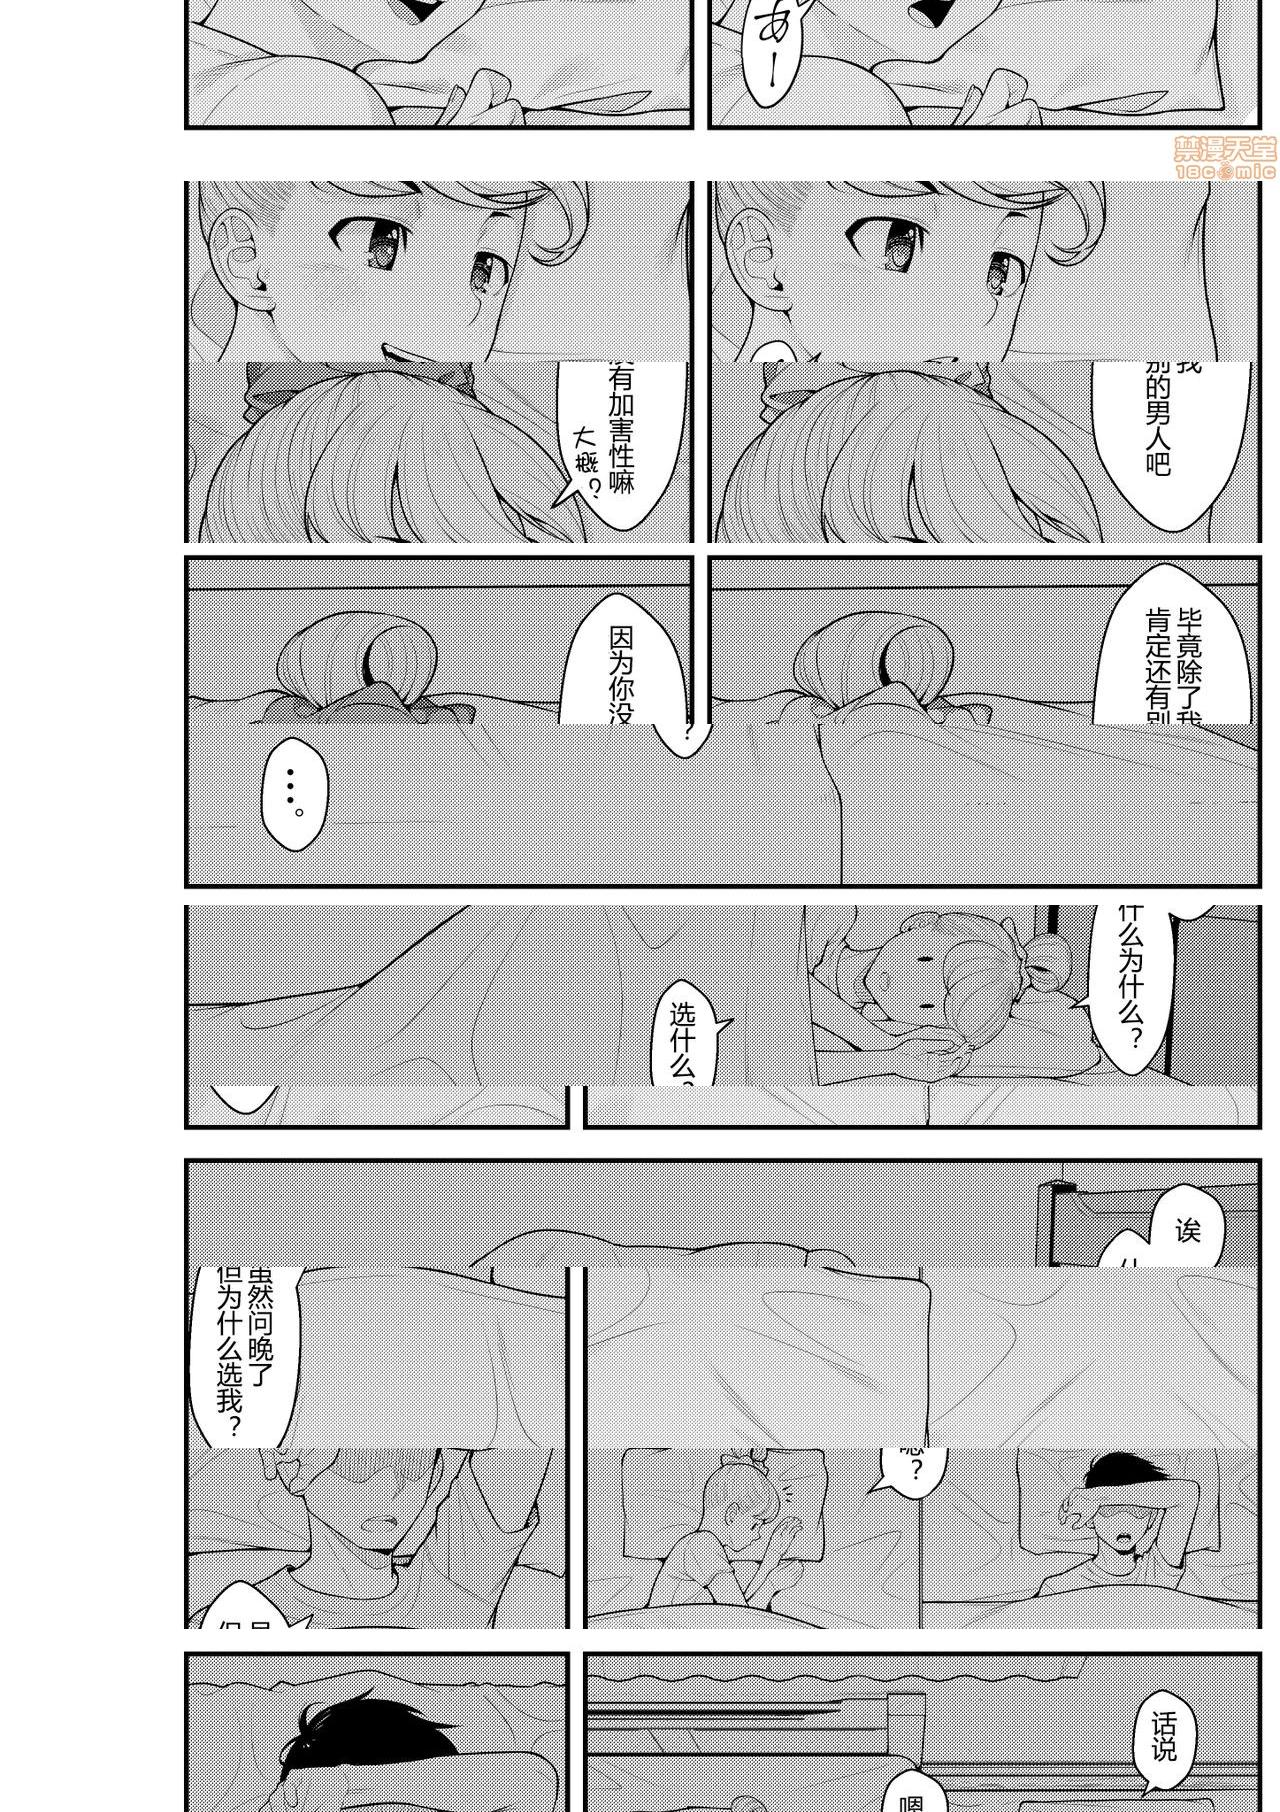 あー
禁漫天堂
18comic
有加害性嘛
大概？
别的男人吧
毕竟除了我
肯定还有别
因为你没
？
…。
什么为什么？
选什么？
诶
虽然问晚了
但为什么选我？
嗯？
话说
嗯